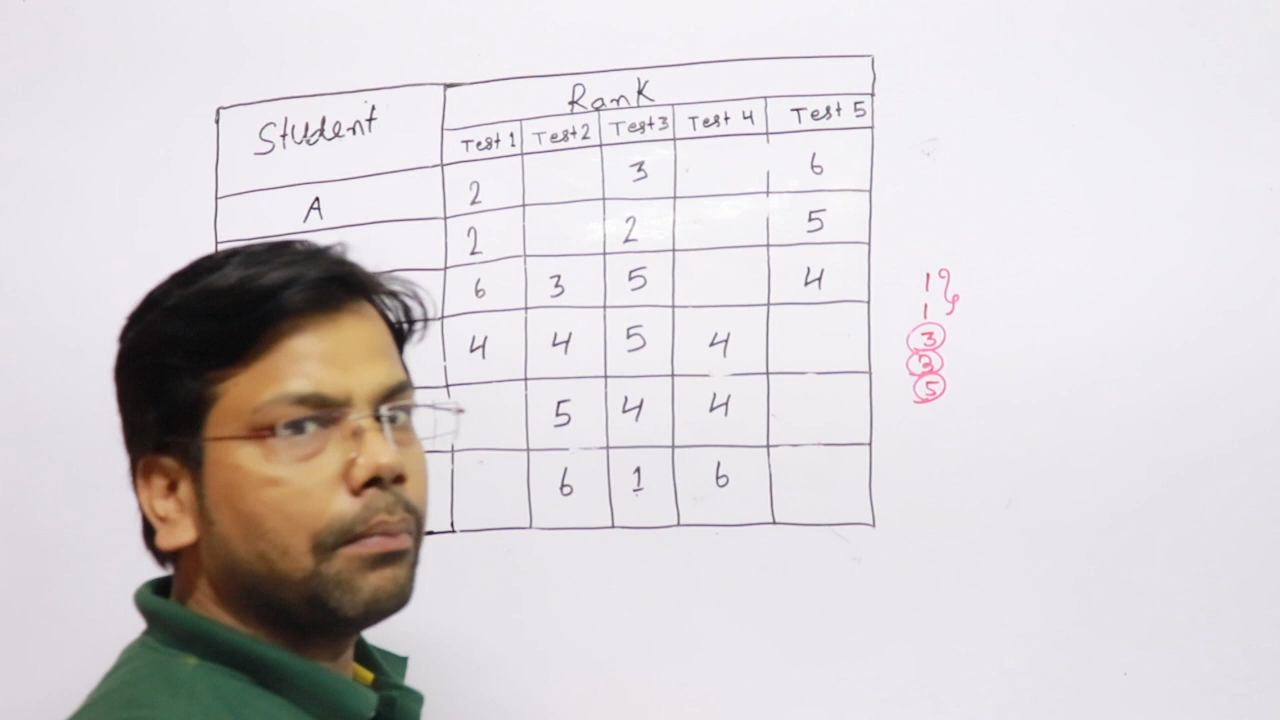 Student Rank
Test 1 Test 2 Test 3 Test 4 Test 5
A 2 3 6
2 2 5
6 3 5 4
4 4 5 4
5 4 4
6 1 6
1
1
3
5